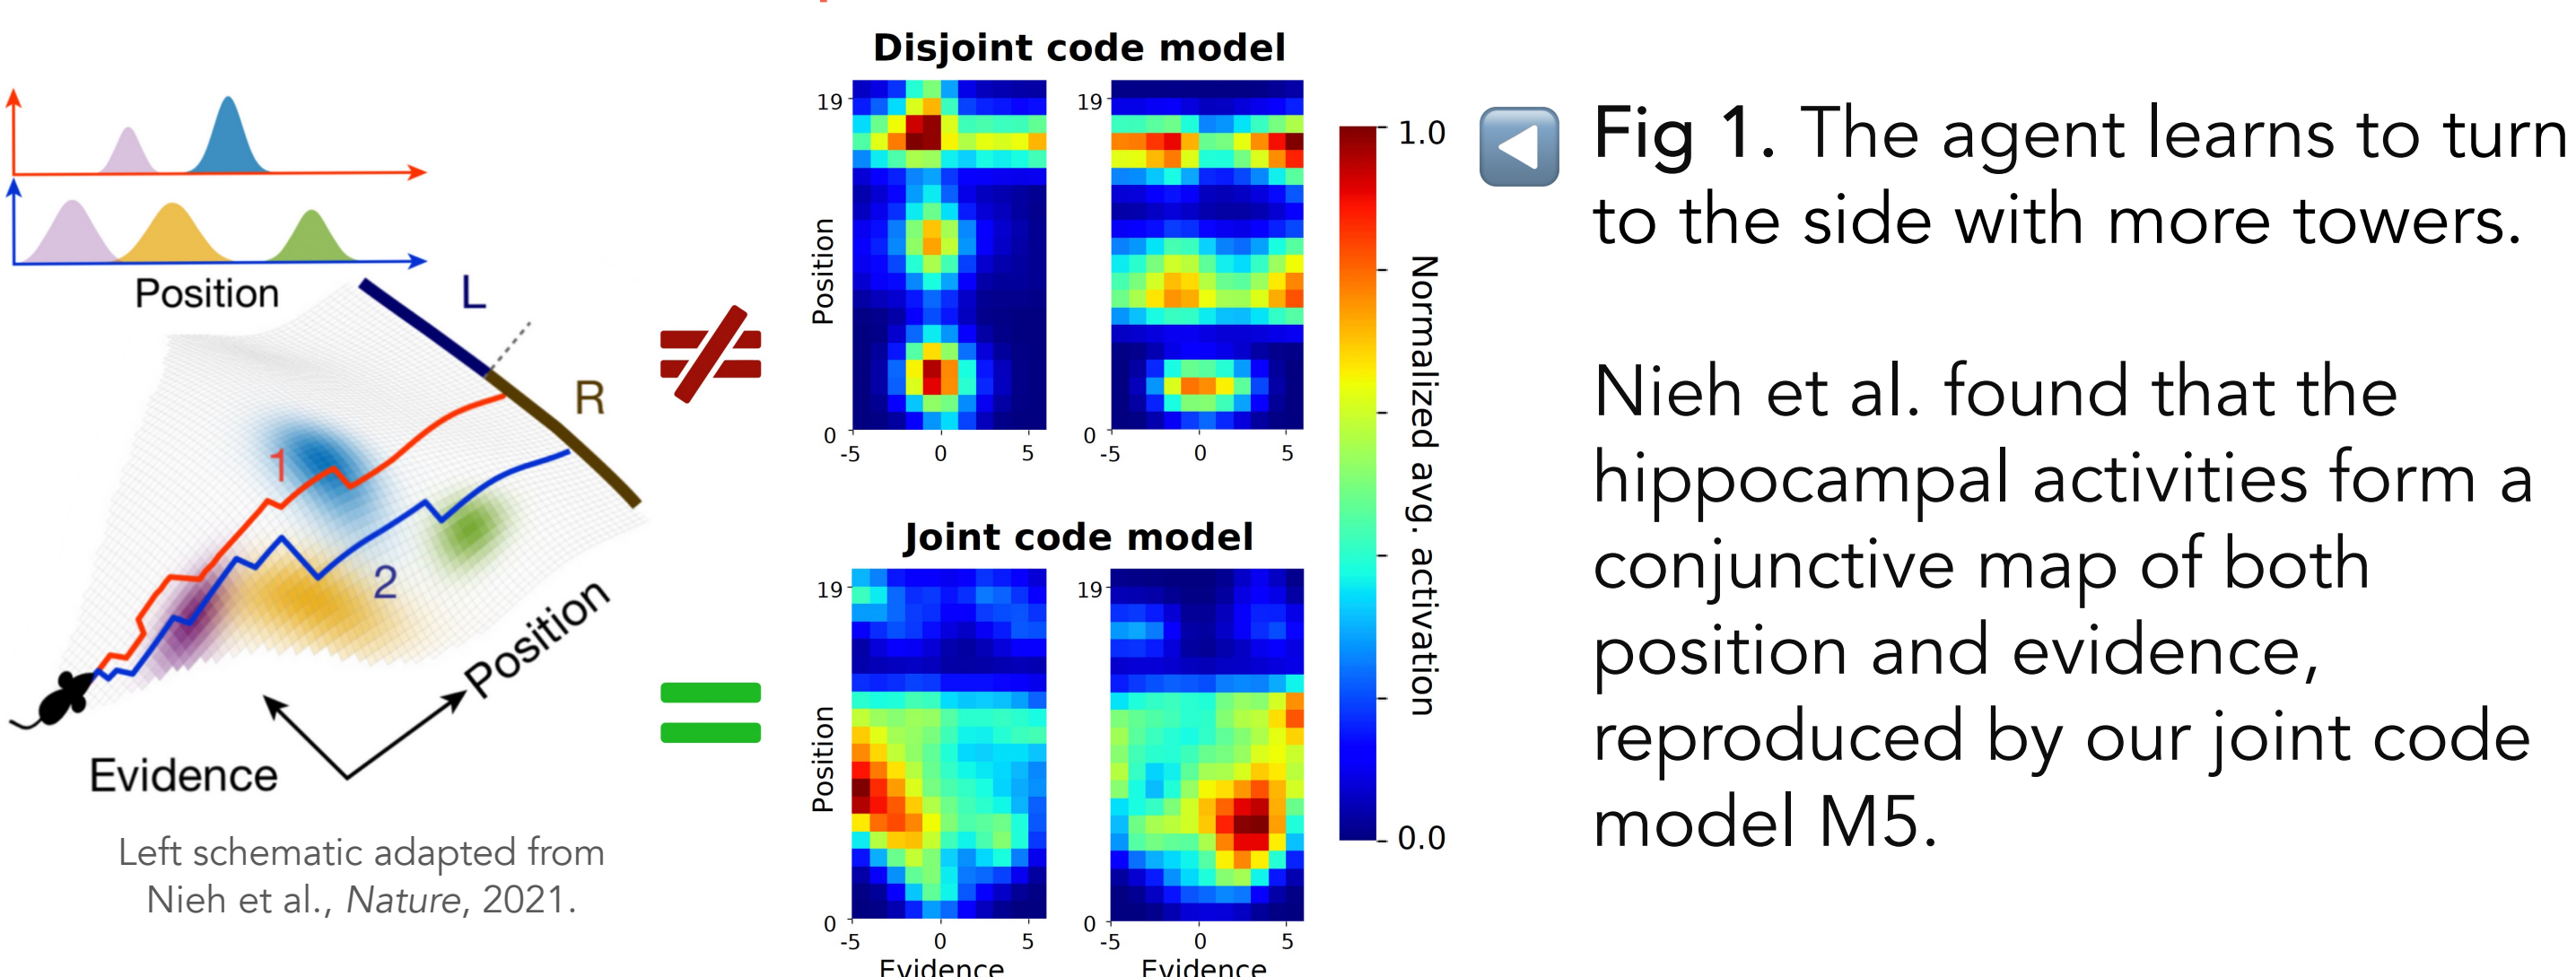 Position
L
R
1
2
Position
Evidence
Left schematic adapted from
Nieh et al., Nature, 2021.
≠
=
Disjoint code model
Position
19
0
-5
0
5
19
0
-5
0
5
Joint code model
Position
19
0
-5
0
5
Evidence
19
0
-5
0
5
Evidence
1.0
Normalized avg. activation
0.0
Fig 1. The agent learns to turn
to the side with more towers.
Nieh et al. found that the
hippocampal activities form a
conjunctive map of both
position and evidence,
reproduced by our joint code
model M5.